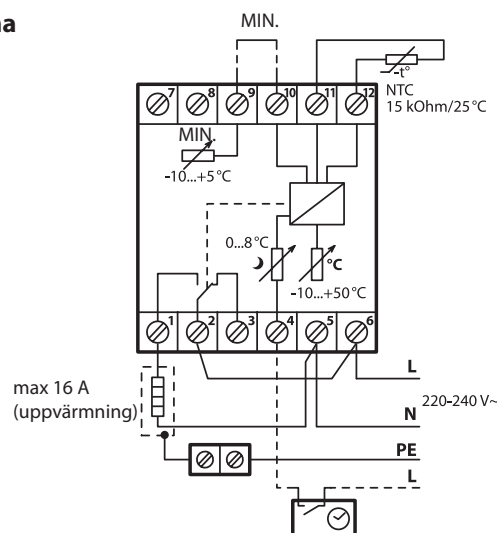 na
MIN.
-t°
NTC
15 kOhm/25 °C
7 8 9 10 11 12
MIN.
-10...+5 °C
0...8 °C
°C
-10...+50 °C
1 2 3 4 5 6
max 16 A
(uppvärmning)
L
220-240 V~
N
PE
L